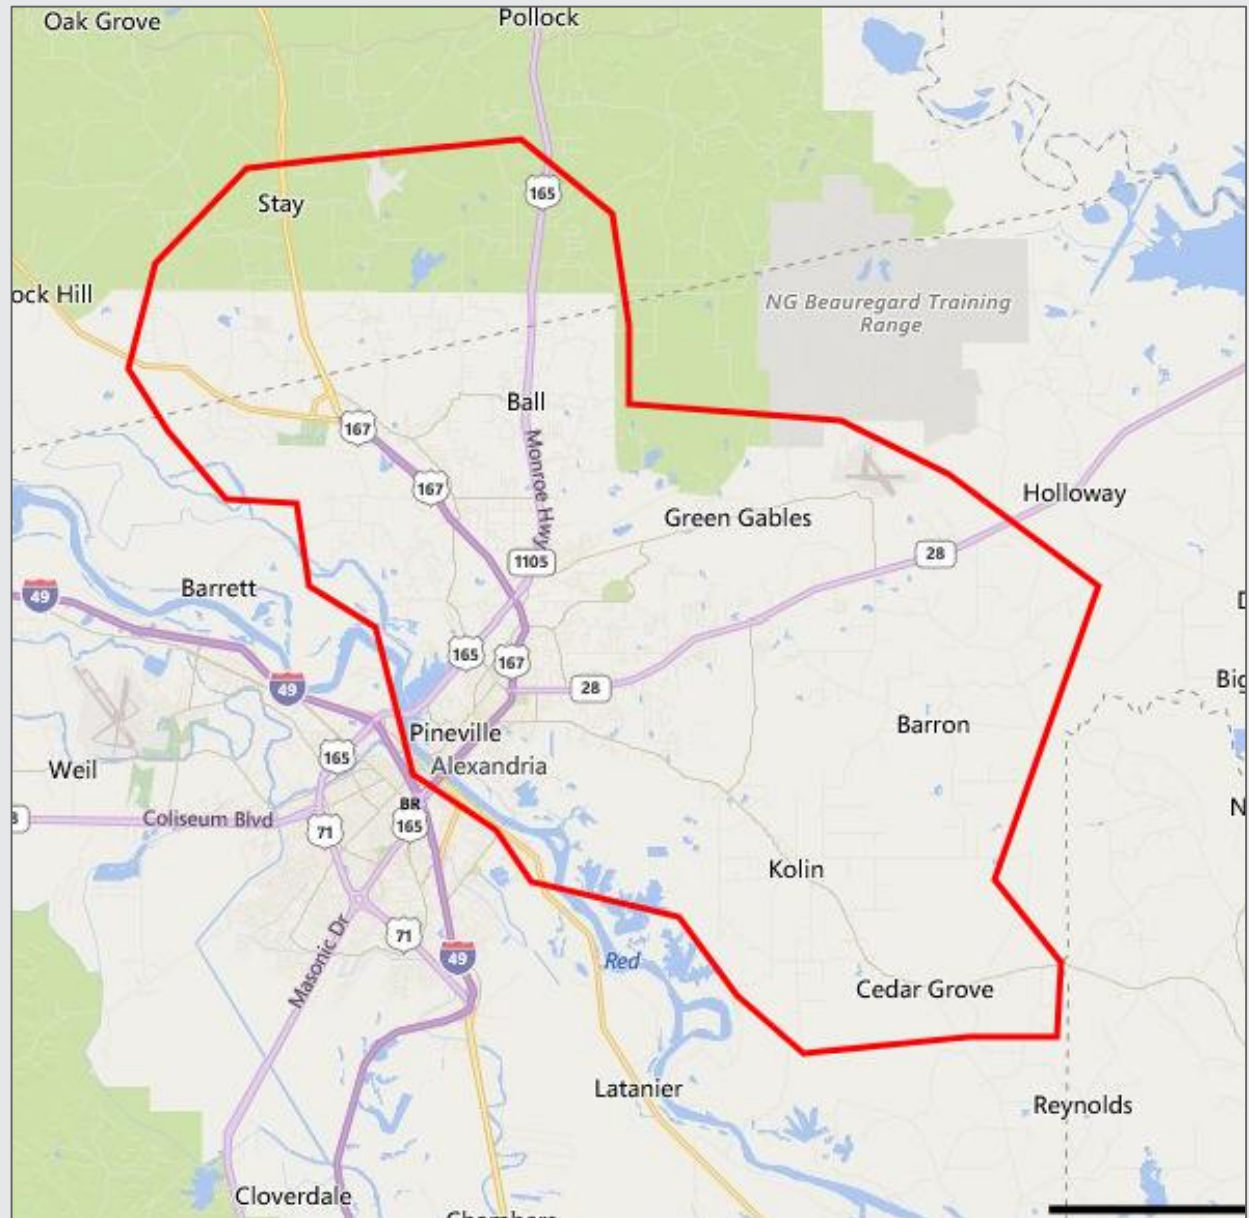 Oak Grove
Pollock
165
Stay
ock Hill
NG Beauregard Training
Range
Ball
167
Monroe Hwy
167
Holloway
Green Gables
28
1105
Barrett
49
165
167
28
49
Big
Barron
Pineville
Alexandria
165
Weil
BR
165
Coliseum Blvd
71
Kolin
71
Masonic Dr
49
Red
Cedar Grove
Latanier
Reynolds
Cloverdale